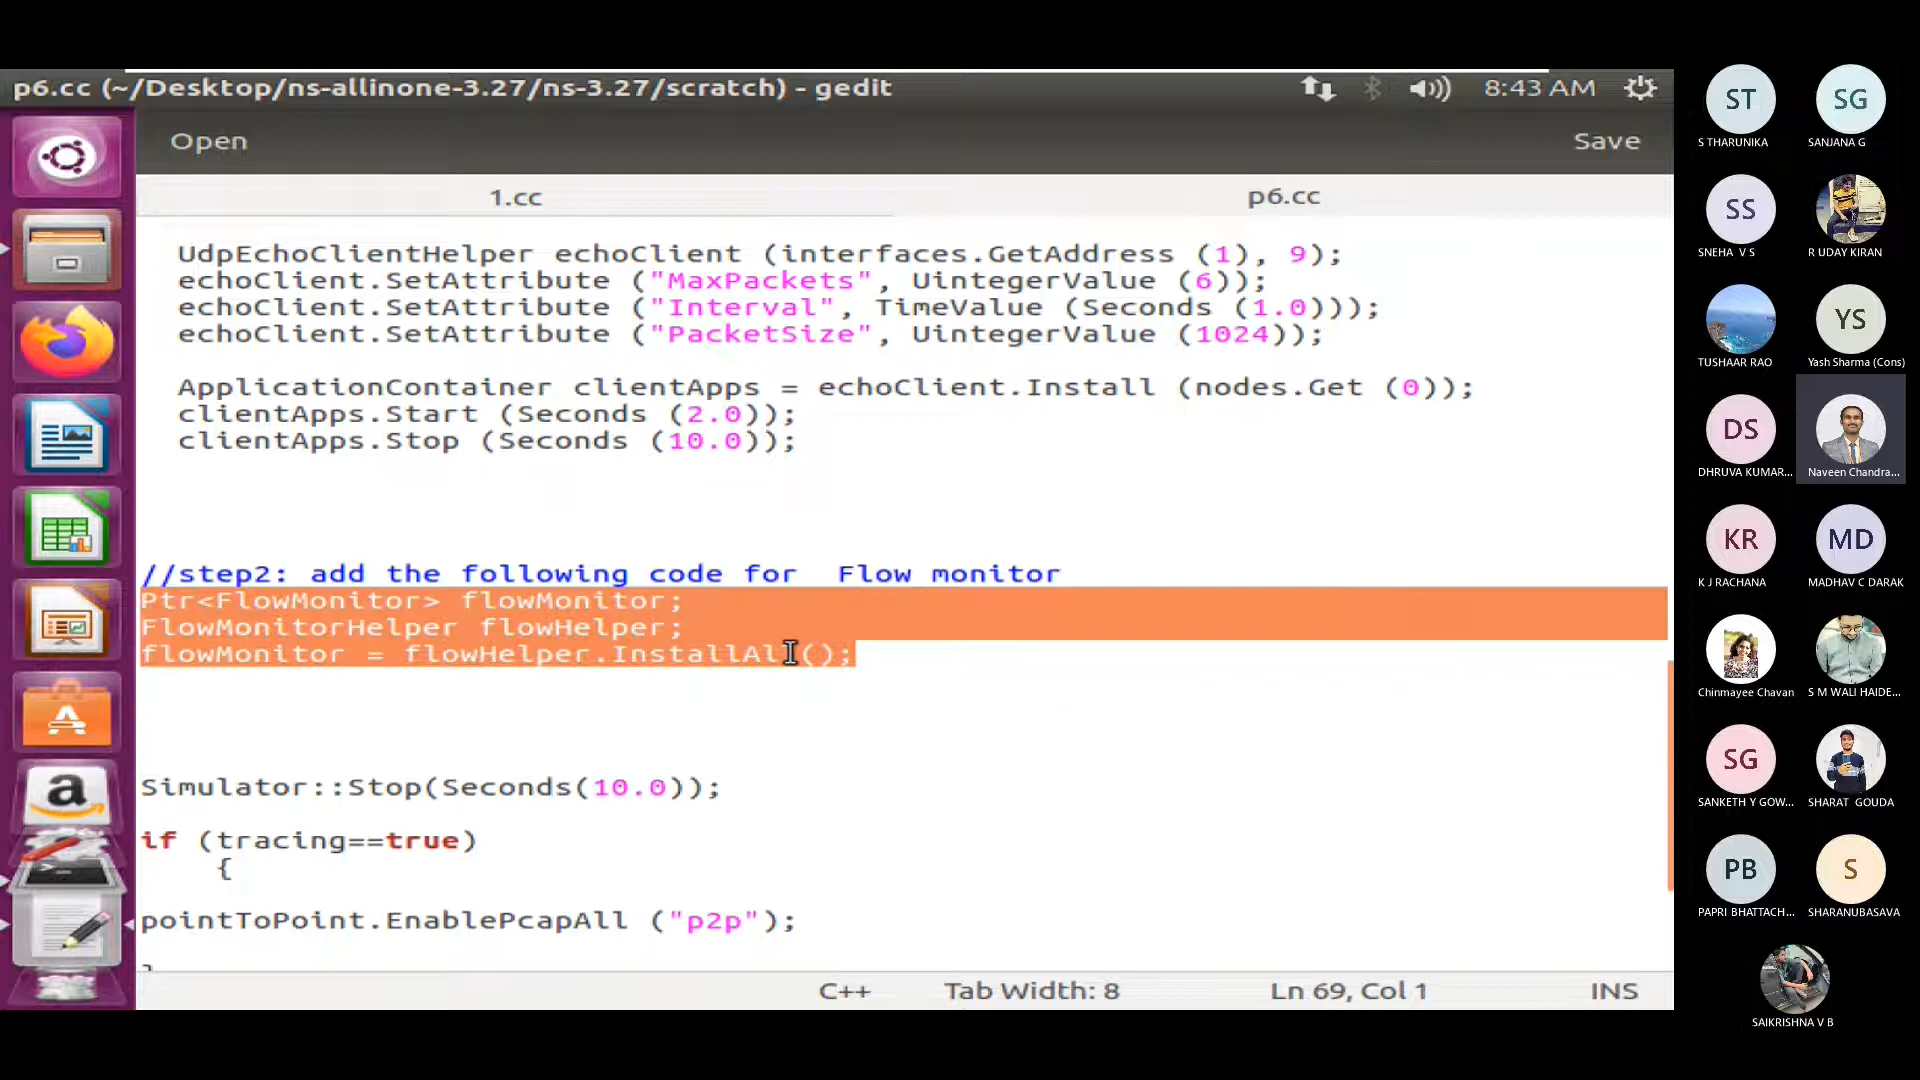 p6.cc (~/Desktop/ns-allinone-3.27/ns-3.27/scratch) - gedit
8:43 AM
Open
Save
1.cc
p6.cc
UdpEchoClientHelper echoClient (interfaces.GetAddress (1), 9);
echoClient.SetAttribute ("MaxPackets", UintegerValue (6));
echoClient.SetAttribute ("Interval", TimeValue (Seconds (1.0)));
echoClient.SetAttribute ("PacketSize", UintegerValue (1024));
ApplicationContainer clientApps = echoClient.Install (nodes.Get (0));
clientApps.Start (Seconds (2.0));
clientApps.Stop (Seconds (10.0));
//step2: add the following code for  Flow monitor
Ptr<FlowMonitor> flowMonitor;
FlowMonitorHelper flowHelper;
flowMonitor = flowHelper.InstallAll();
Simulator::Stop(Seconds(10.0));
if (tracing==true)
{
pointToPoint.EnablePcapAll ("p2p");
C++
Tab Width: 8
Ln 69, Col 1
INS
ST
S THARUNIKA
SG
SANJANA G
SS
SNEHA V S
R UDAY KIRAN
TUSHAAR RAO
YS
Yash Sharma (Cons)
DS
DHRUVA KUMAR...
Naveen Chandra...
KR
K J RACHANA
MD
MADHAV C DARAK
Chinmayee Chavan
S M WALI HAIDE...
SG
SANKETH Y GOW...
SHARAT GOUDA
PB
PAPRI BHATTACH...
S
SHARANUBASAVA
SAIKRISHNA V B